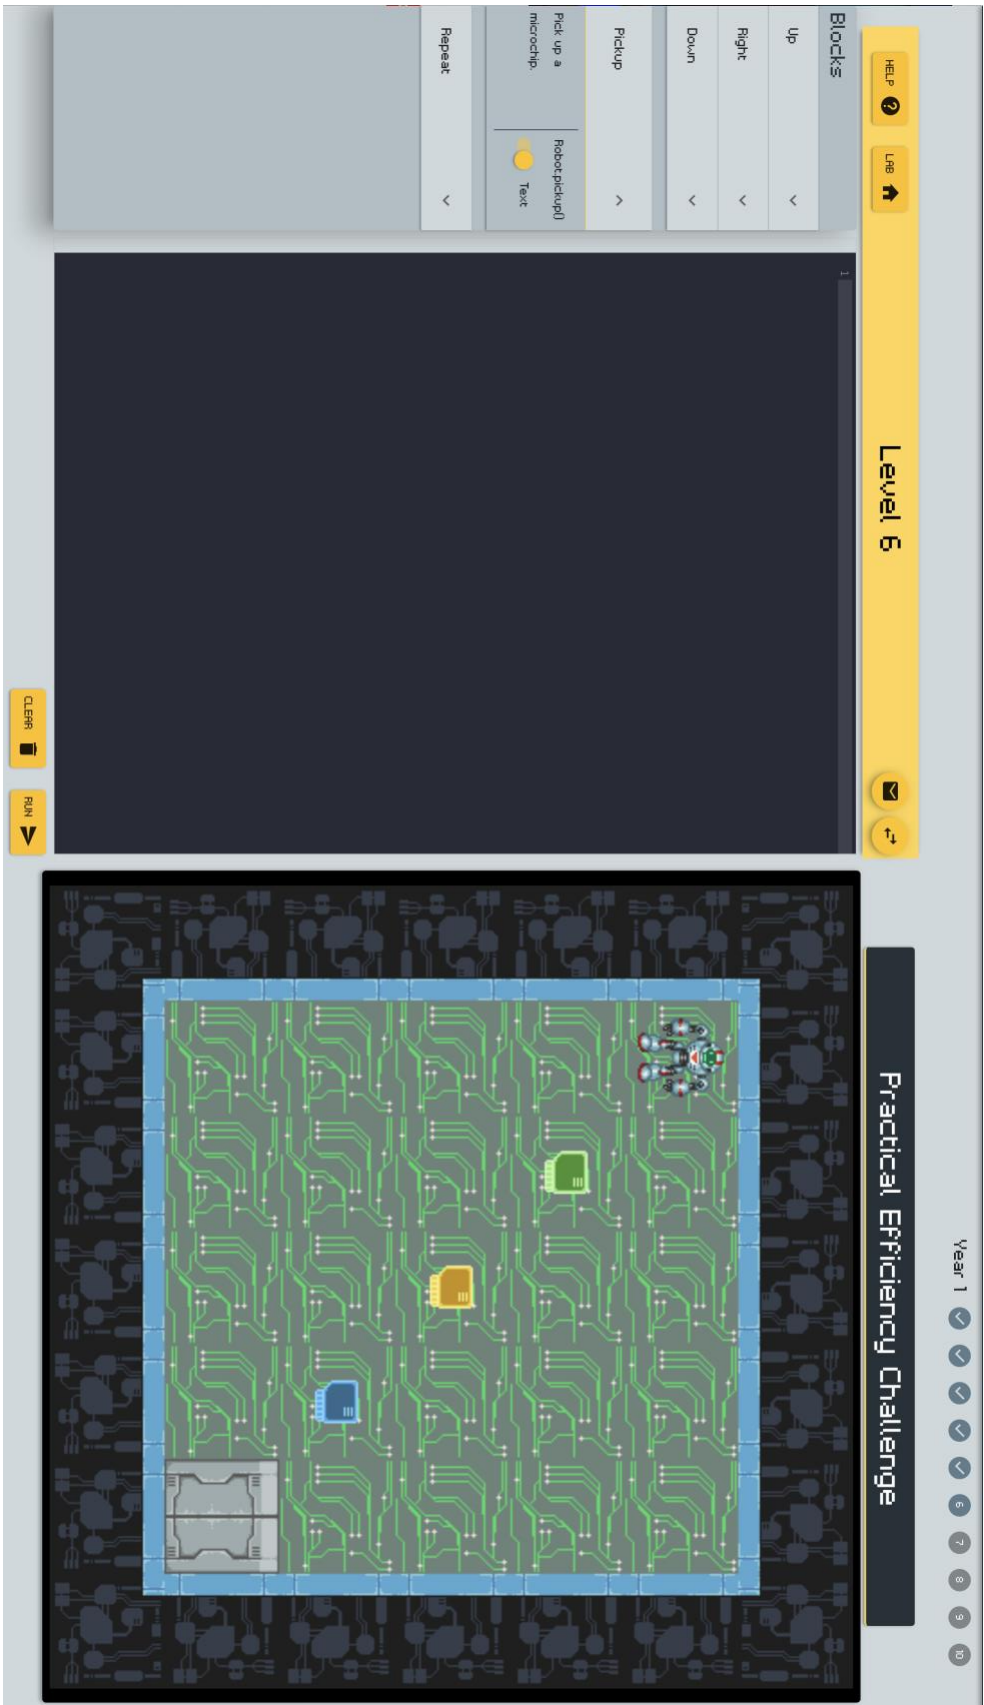 Year 1
6
7
8
9
10
HELP ?
LAB
Level 6
Practical Efficiency Challenge
Blocks
Up
Right
Down
Pickup
Pick up a
microchip.
Robot.pickup()
Text
Repeat
1
CLEAR
RUN